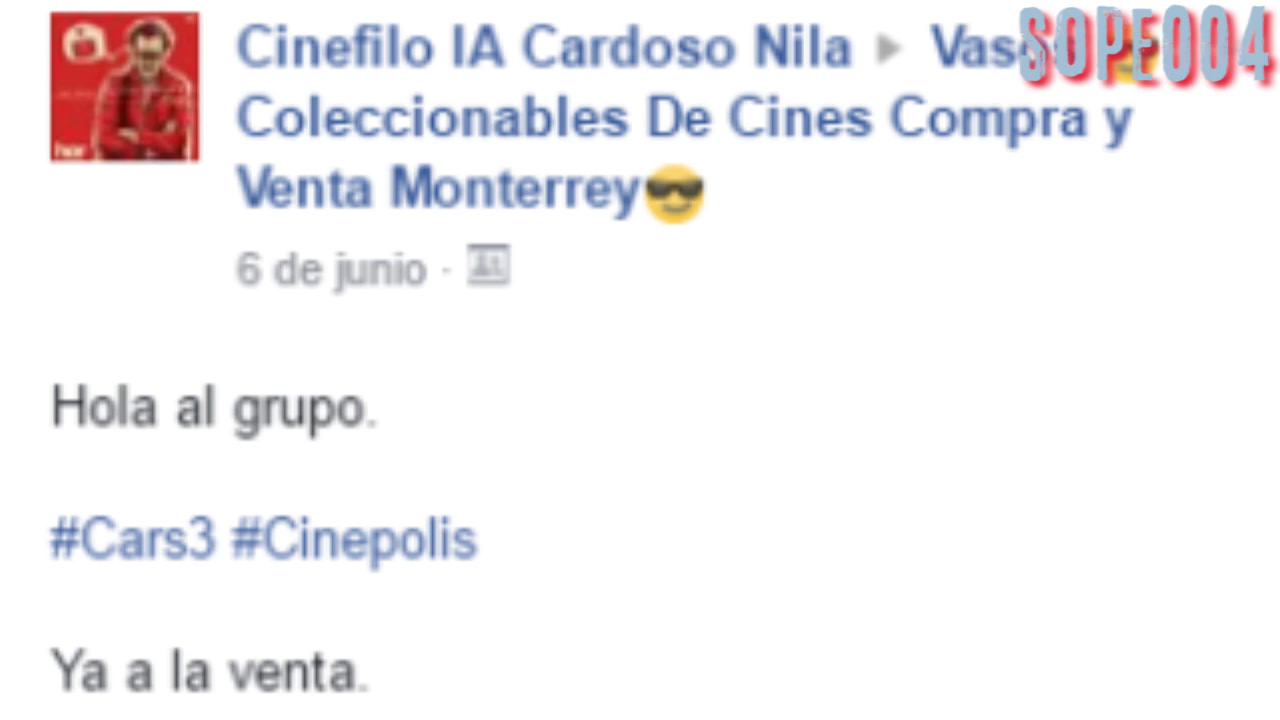 Cinefilo IA Cardoso Nila ▸ Vasos 😎
SOPE004
Coleccionables De Cines Compra y
Venta Monterrey😎
6 de junio ·
Hola al grupo.
#Cars3 #Cinepolis
Ya a la venta.